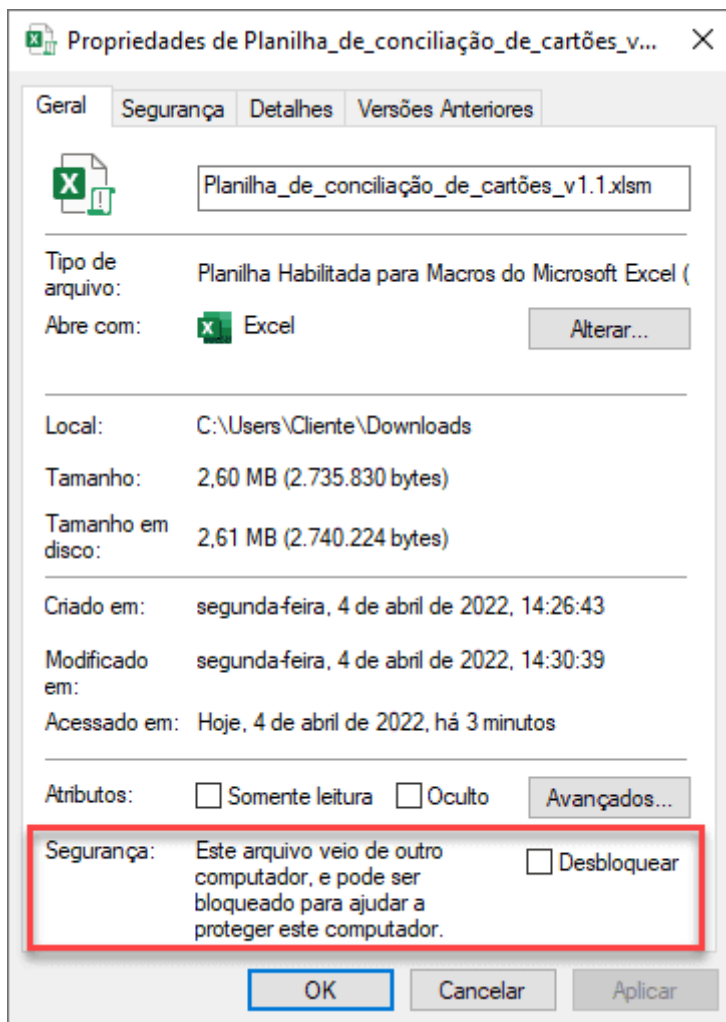 Propriedades de Planilha_de_conciliação_de_cartões_v...
Geral Segurança Detalhes Versões Anteriores
Planilha_de_conciliação_de_cartões_v1.1.xlsm
Tipo de
arquivo:
Planilha Habilitada para Macros do Microsoft Excel (
Abre com: Excel Alterar...
Local: C:\Users\Cliente\Downloads
Tamanho: 2,60 MB (2.735.830 bytes)
Tamanho em
disco:
2,61 MB (2.740.224 bytes)
Criado em: segunda-feira, 4 de abril de 2022, 14:26:43
Modificado
em:
segunda-feira, 4 de abril de 2022, 14:30:39
Acessado em: Hoje, 4 de abril de 2022, há 3 minutos
Atributos: Somente leitura Oculto Avançados...
Segurança: Este arquivo veio de outro
computador, e pode ser
bloqueado para ajudar a
proteger este computador.
Desbloquear
OK Cancelar Aplicar